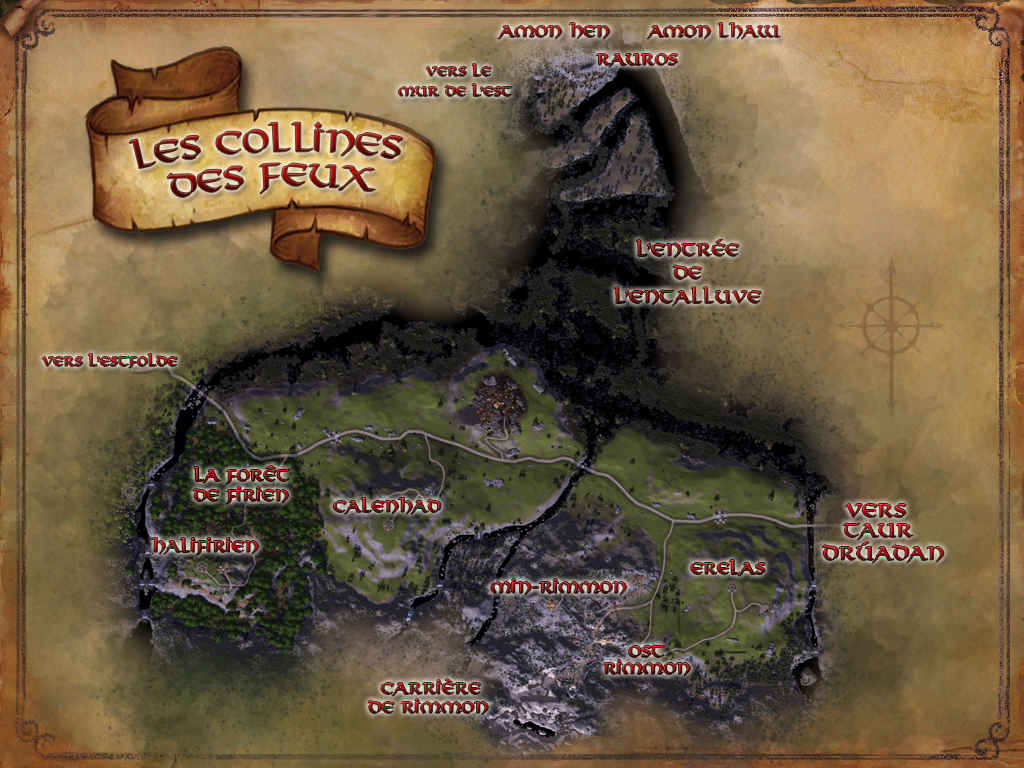 AMON HEN
AMON LHAW
RAUROS
VERS LE
MUR DE L'EST
LES COLLINES
DES FEUX
L'ENTRÉE
DE
L'ENTALLUVE
VERS L'ESTFOLDE
LA FORÊT
DE FIRIEN
CALENHAD
HALIFIRIEN
VERS
TAUR
DRÚADAN
ERELAS
MIN-RIMMON
OST
RIMMON
CARRIÈRE
DE RIMMON